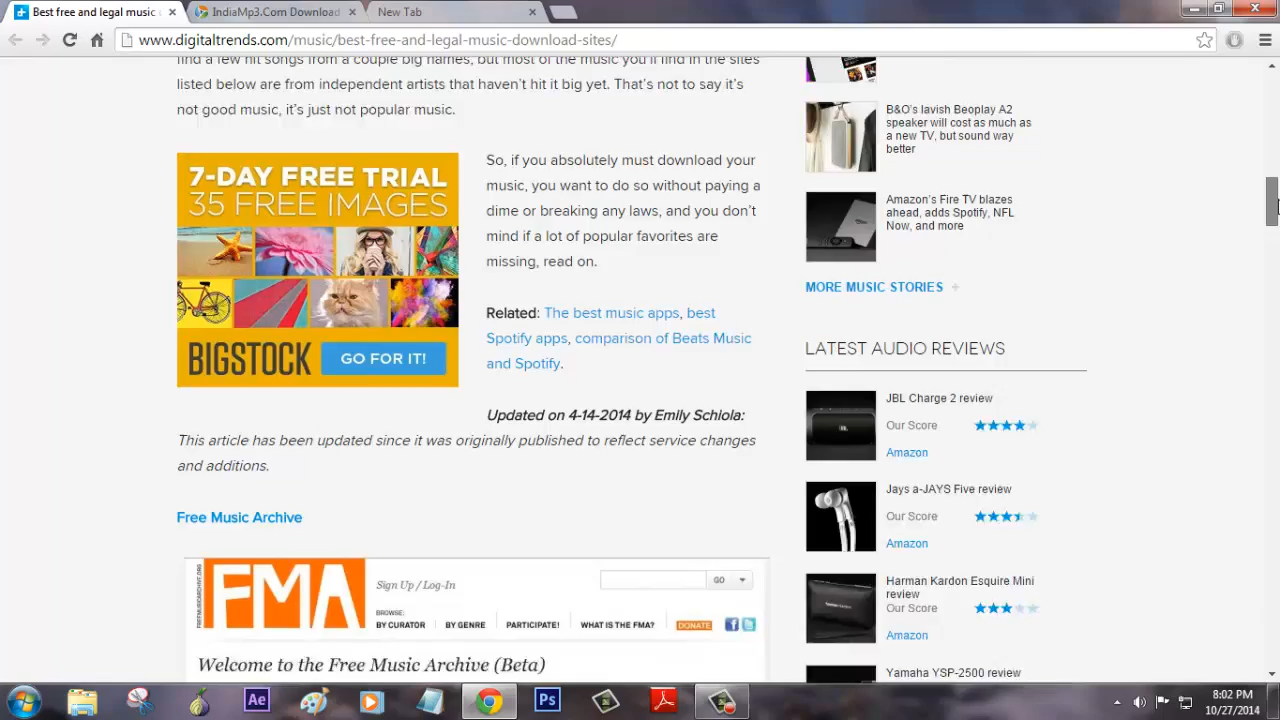 Best free and legal music
IndiaMp3.Com Download
New Tab
www.digitaltrends.com/music/best-free-and-legal-music-download-sites/
find a few hit songs from a couple big names, but most of the music you'll find in the sites
listed below are from independent artists that haven't hit it big yet. That's not to say it's
not good music, it's just not popular music.
7-DAY FREE TRIAL
35 FREE IMAGES
BIGSTOCK
GO FOR IT!
So, if you absolutely must download your
music, you want to do so without paying a
dime or breaking any laws, and you don't
mind if a lot of popular favorites are
missing, read on.
Related: The best music apps, best
Spotify apps, comparison of Beats Music
and Spotify.
Updated on 4-14-2014 by Emily Schiola:
This article has been updated since it was originally published to reflect service changes
and additions.
Free Music Archive
FREEMUSICARCHIVE.ORG
FMA
Sign Up / Log-In
GO
BROWSE:
BY CURATOR
BY GENRE
PARTICIPATE!
WHAT IS THE FMA?
DONATE
Welcome to the Free Music Archive (Beta)
B&O's lavish Beoplay A2
speaker will cost as much as
a new TV, but sound way
better
Amazon's Fire TV blazes
ahead, adds Spotify, NFL
Now, and more
MORE MUSIC STORIES +
LATEST AUDIO REVIEWS
JBL Charge 2 review
Our Score
Amazon
Jays a-JAYS Five review
Our Score
Amazon
Harman Kardon Esquire Mini
review
Our Score
Amazon
Yamaha YSP-2500 review
Ae
Ps
8:02 PM
10/27/2014